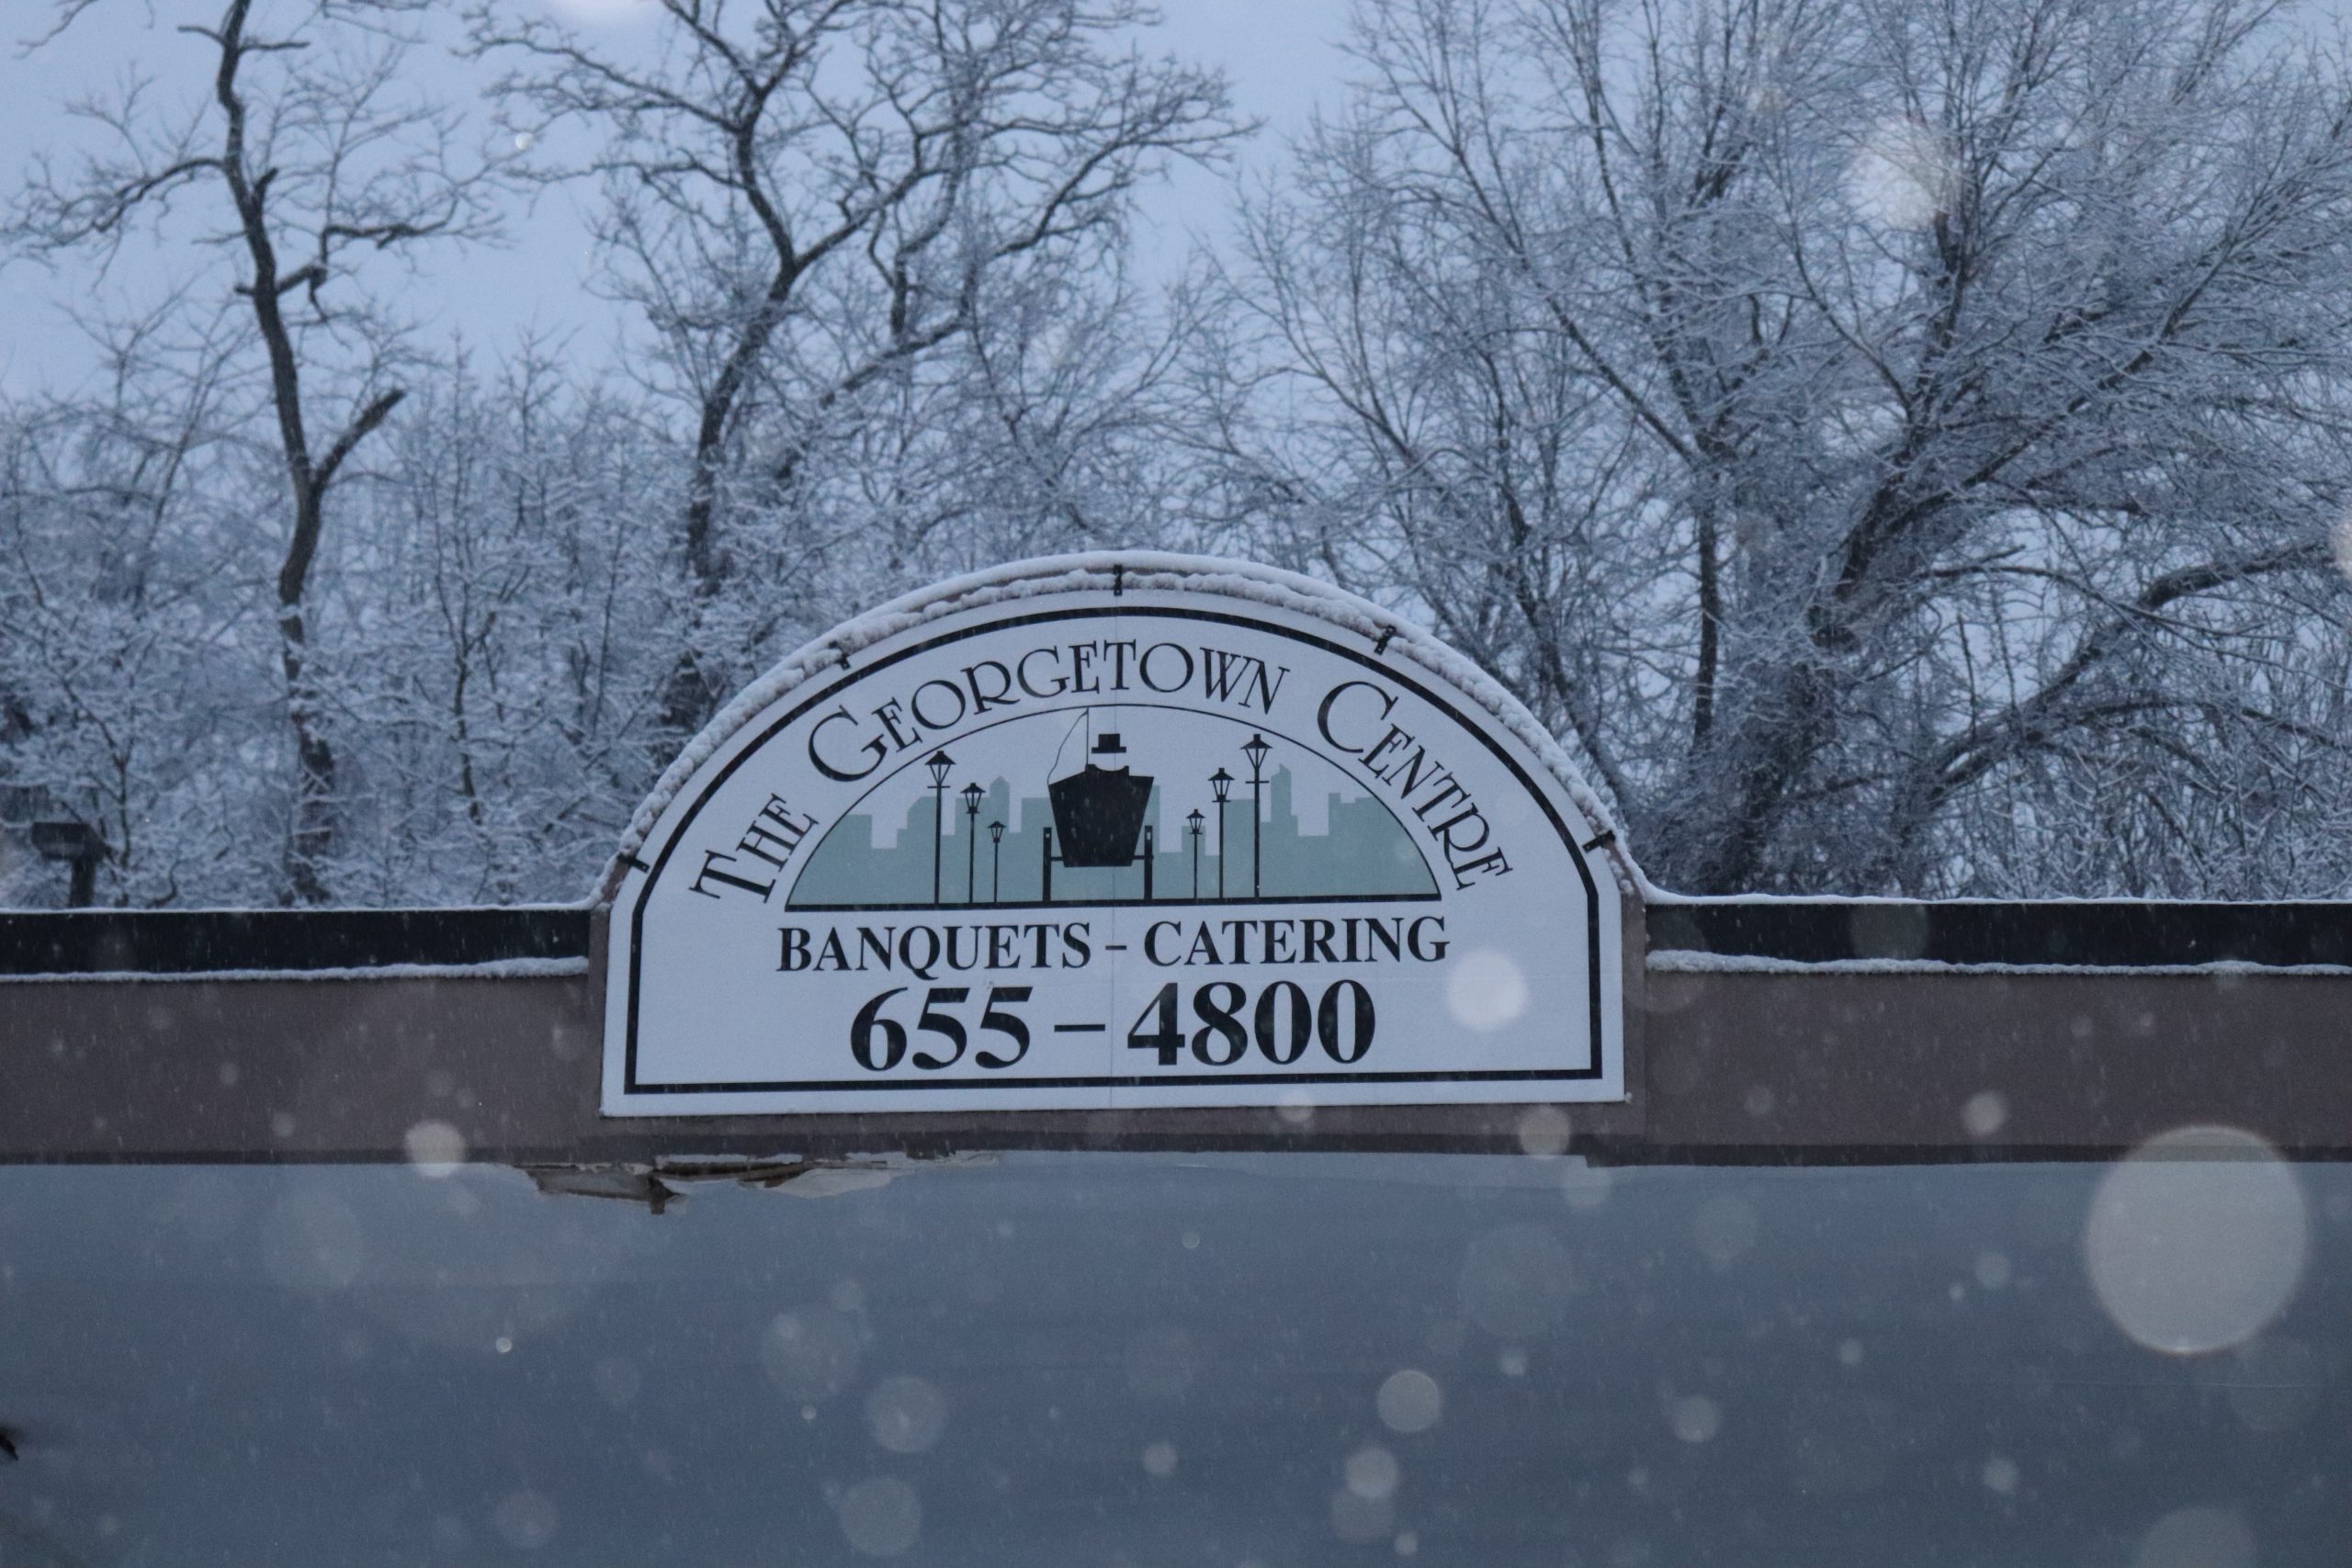 The Georgetown Centre
BANQUETS - CATERING
655-4800